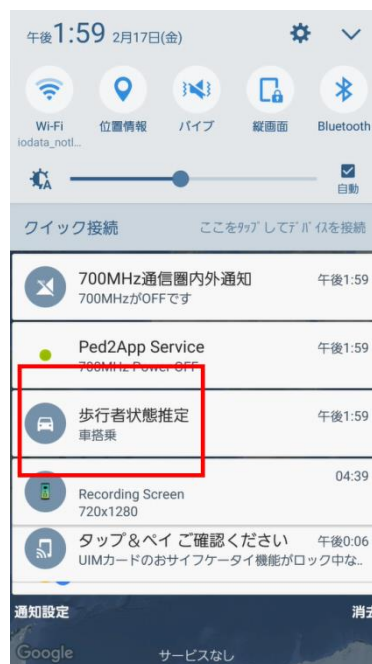 午後1:59 2月17日(金)
Wi-Fi
iodata_notl...
位置情報
バイブ
縦画面
Bluetooth
A
自動
クイック接続 ここをタップしてデバイスを接続
700MHz通信圏内外通知 午後1:59
700MHzがOFFです
Ped2App Service 午後1:59
700MHz Power OFF
歩行者状態推定 午後1:59
車搭乗
04:39
Recording Screen
720x1280
タップ&ペイ ご確認ください 午後0:06
UIMカードのおサイフケータイ機能がロック中な..
通知設定 消去
Google サービスなし